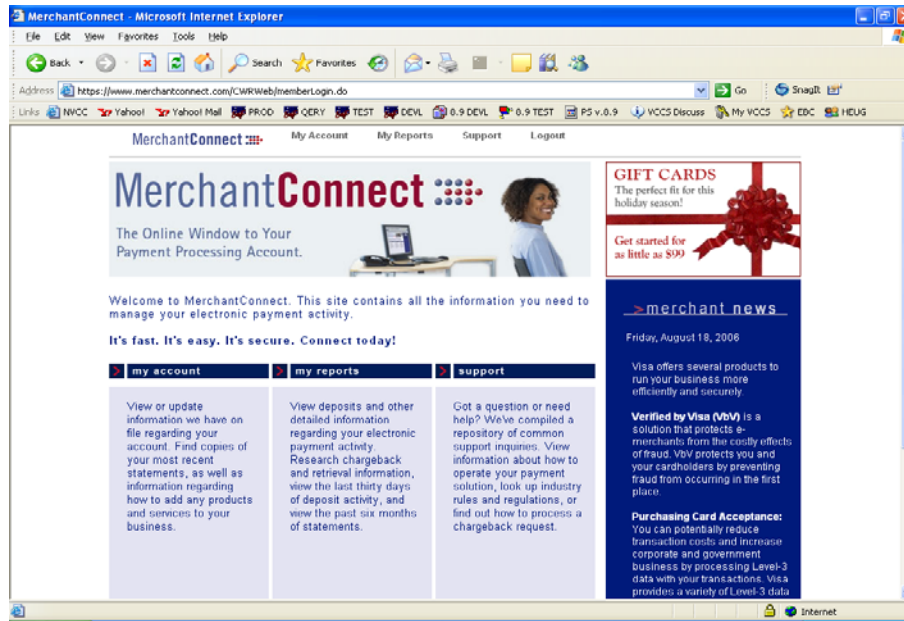 MerchantConnect - Microsoft Internet Explorer
File Edit View Favorites Tools Help
Back Search Favorites
Address https://www.merchantconnect.com/CWRWeb/memberLogin.do Go SnagIt
Links NVCC Yahoo! Yahoo! Mail PROD QERY TEST DEVL 0.9 DEVL 0.9 TEST PS v.0.9 VCCS Discuss My VCCS EDC HEUG
MerchantConnect My Account My Reports Support Logout
MerchantConnect
The Online Window to Your
Payment Processing Account.
GIFT CARDS
The perfect fit for this
holiday season!
Get started for
as little as $99
Welcome to MerchantConnect. This site contains all the information you need to
manage your electronic payment activity.
It's fast. It's easy. It's secure. Connect today!
> my account
View or update
information we have on
file regarding your
account. Find copies of
your most recent
statements, as well as
information regarding
how to add any products
and services to your
business.
> my reports
View deposits and other
detailed information
regarding your electronic
payment activity.
Research chargeback
and retrieval information,
view the last thirty days
of deposit activity, and
view the past six months
of statements.
> support
Got a question or need
help? We've compiled a
repository of common
support inquiries. View
information about how to
operate your payment
solution, look up industry
rules and regulations, or
find out how to process a
chargeback request.
>merchant news
Friday, August 18, 2006
Visa offers several products to
run your business more
efficiently and securely.
Verified by Visa (VbV) is a
solution that protects e-
merchants from the costly effects
of fraud. VbV protects you and
your cardholders by preventing
fraud from occurring in the first
place.
Purchasing Card Acceptance:
You can potentially reduce
transaction costs and increase
corporate and government
business by processing Level-3
data with your transactions. Visa
provides a variety of Level-3 data
Internet